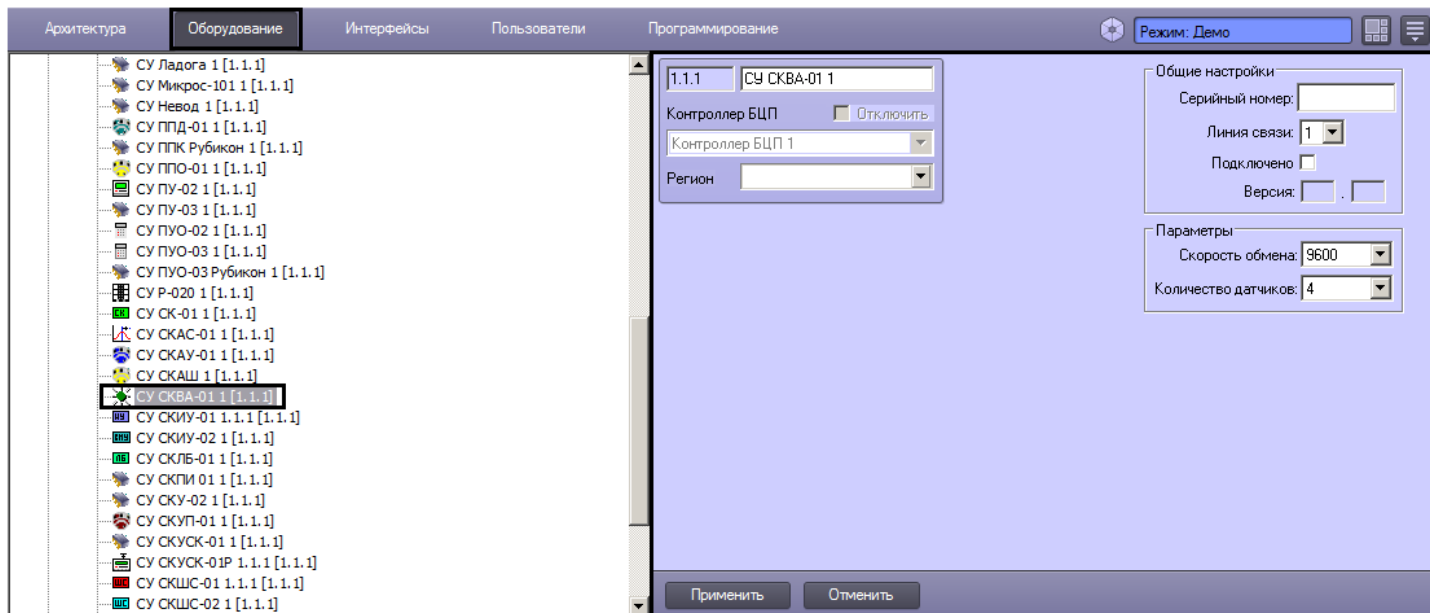 Архитектура Оборудование Интерфейсы Пользователи Программирование Режим: Демо
СУ Ладога 1 [1.1.1]
СУ Микрос-101 1 [1.1.1]
СУ Невод 1 [1.1.1]
СУ ППД-01 1 [1.1.1]
СУ ППК Рубикон 1 [1.1.1]
СУ ППО-01 1 [1.1.1]
СУ ПУ-02 1 [1.1.1]
СУ ПУ-03 1 [1.1.1]
СУ ПУО-02 1 [1.1.1]
СУ ПУО-03 1 [1.1.1]
СУ ПУО-03 Рубикон 1 [1.1.1]
СУ Р-020 1 [1.1.1]
СК СУ СК-01 1 [1.1.1]
СУ СКАС-01 1 [1.1.1]
СУ СКАУ-01 1 [1.1.1]
СУ СКАШ 1 [1.1.1]
СУ СКВА-01 1 [1.1.1]
СУ СКИУ-01 1.1.1 [1.1.1]
СУ СКИУ-02 1 [1.1.1]
ЛБ СУ СКЛБ-01 1 [1.1.1]
СУ СКПИ 01 1 [1.1.1]
СУ СКУ-02 1 [1.1.1]
СУ СКУП-01 1 [1.1.1]
СУ СКУСК-01 1 [1.1.1]
СУ СКУСК-01Р 1.1.1 [1.1.1]
ШС СУ СКШС-01 1.1.1 [1.1.1]
ШС СУ СКШС-02 1 [1.1.1]
1.1.1 СУ СКВА-01 1
Контроллер БЦП Отключить
Контроллер БЦП 1
Регион
Общие настройки
Серийный номер:
Линия связи: 1
Подключено
Версия: .
Параметры
Скорость обмена: 9600
Количество датчиков: 4
Применить Отменить